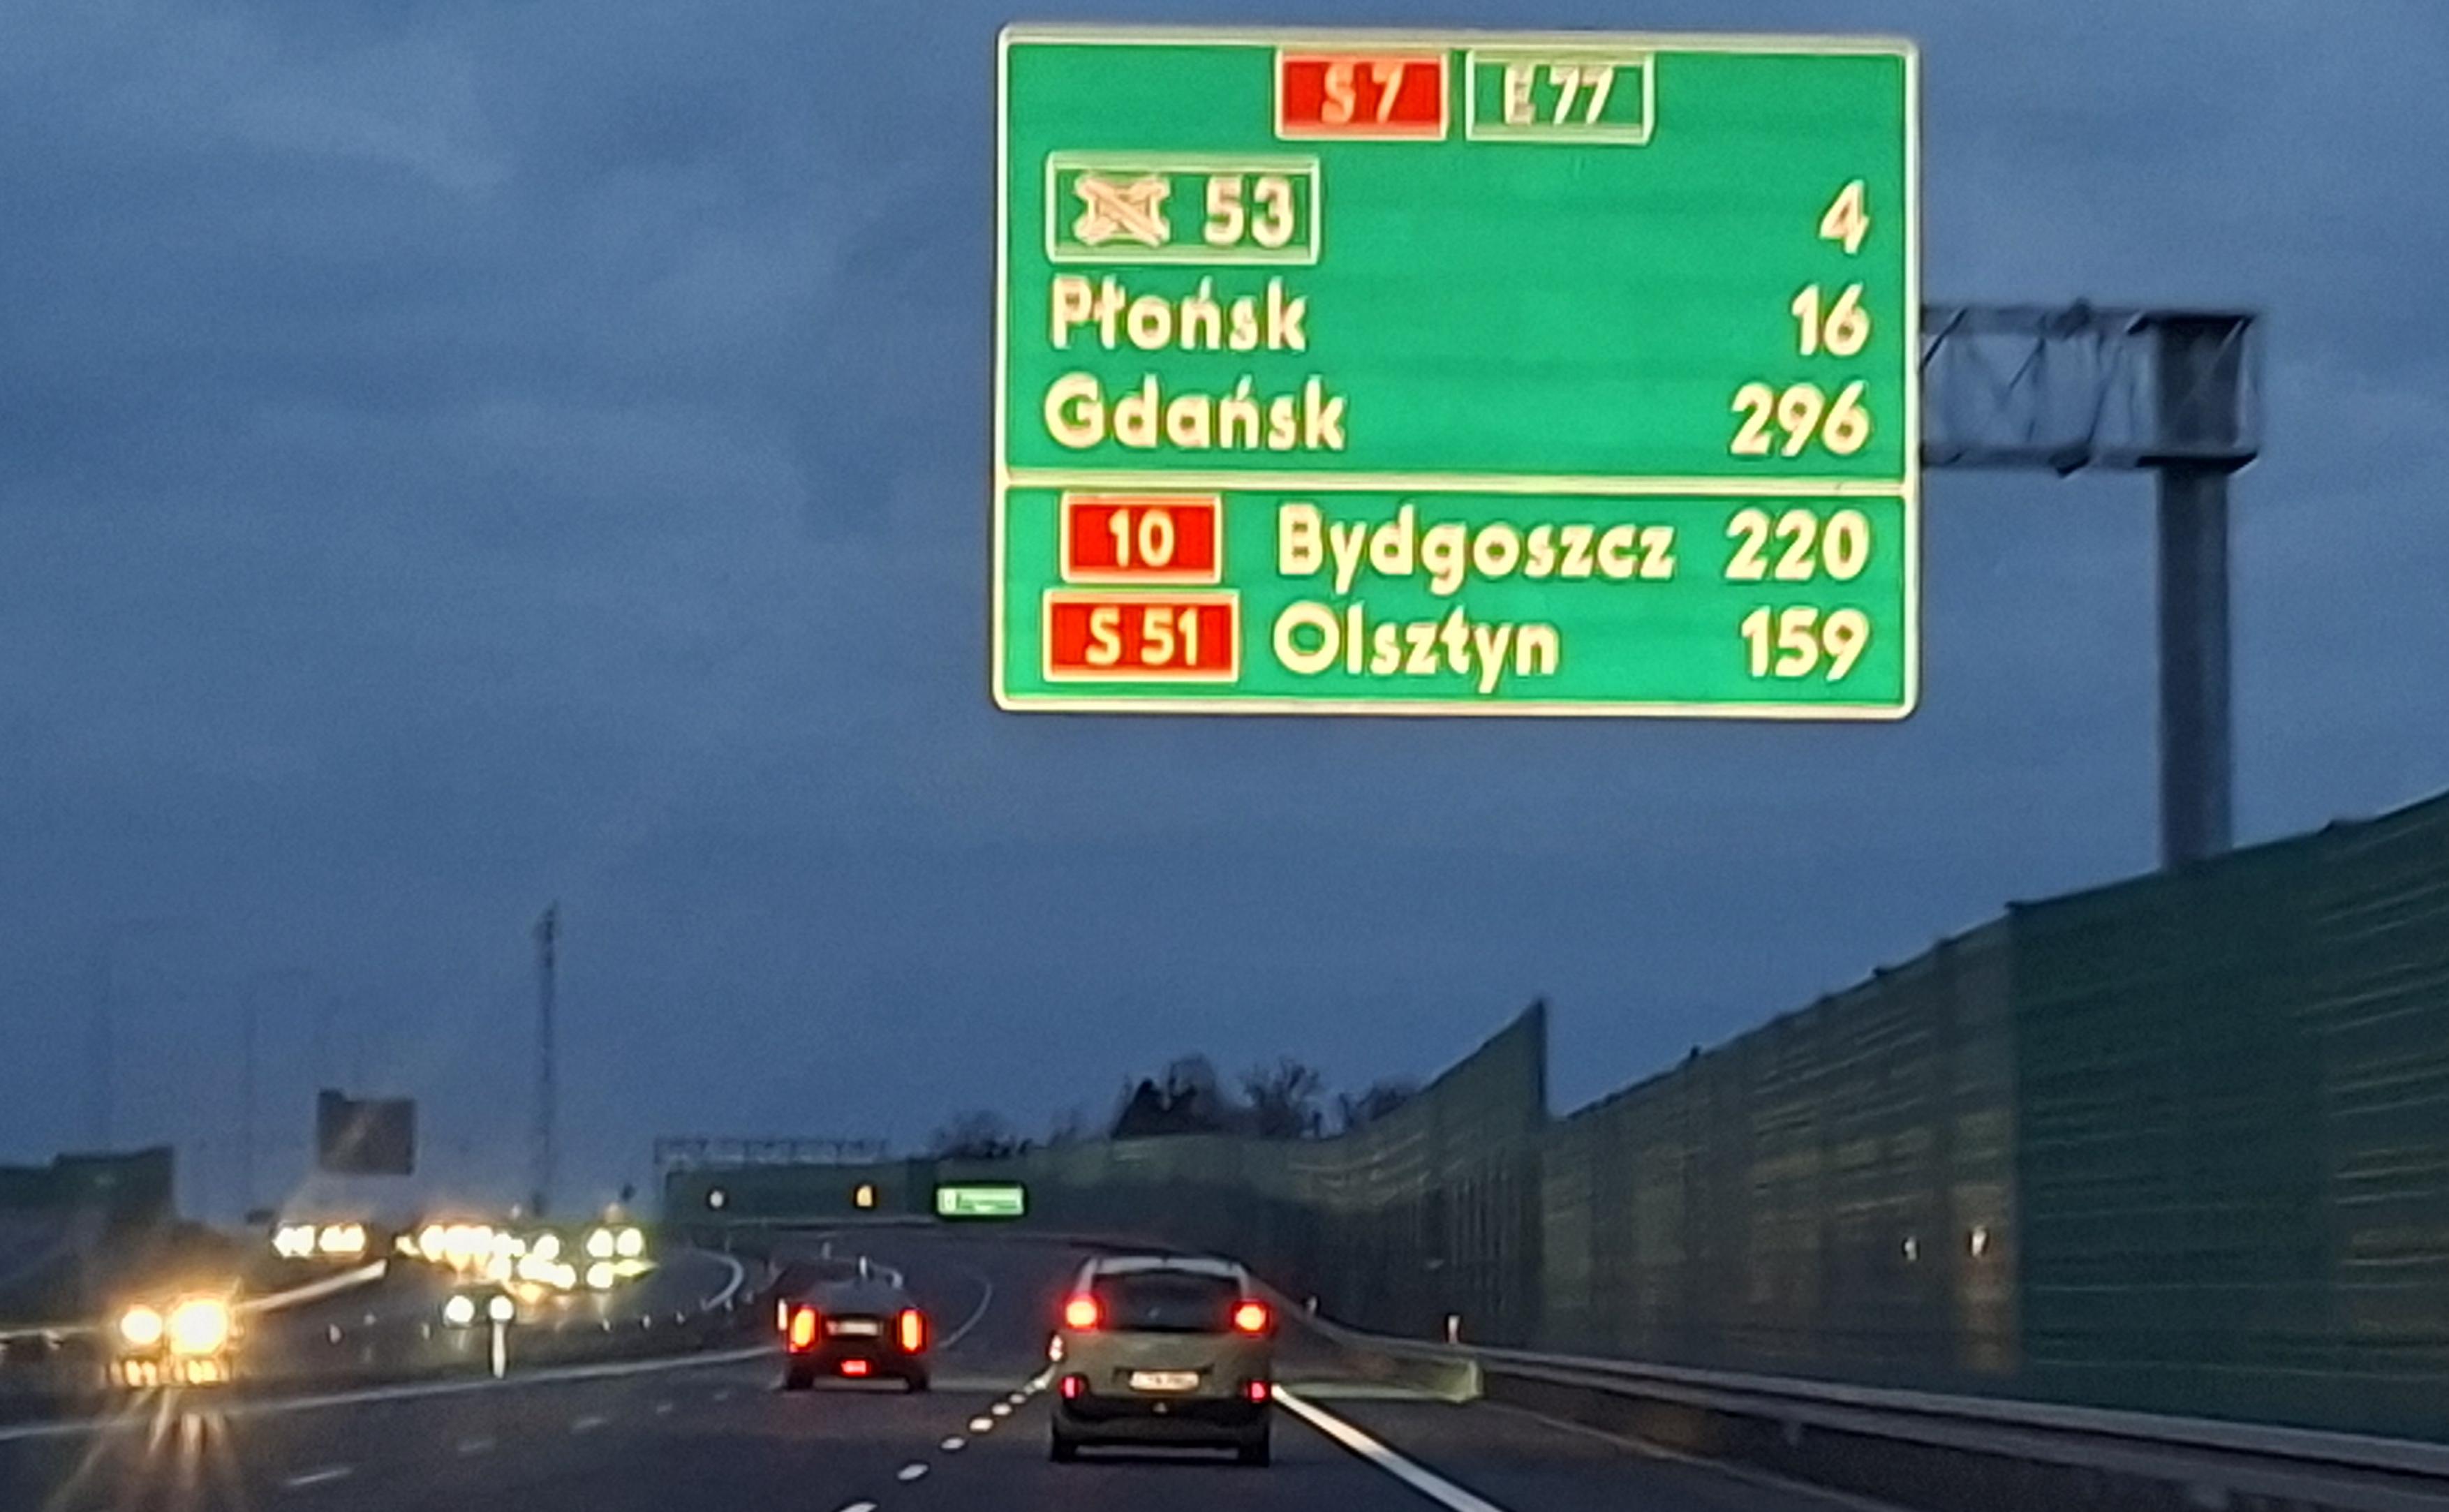 S7 E77
53 4
Płońsk 16
Gdańsk 296
10 Bydgoszcz 220
S 51 Olsztyn 159